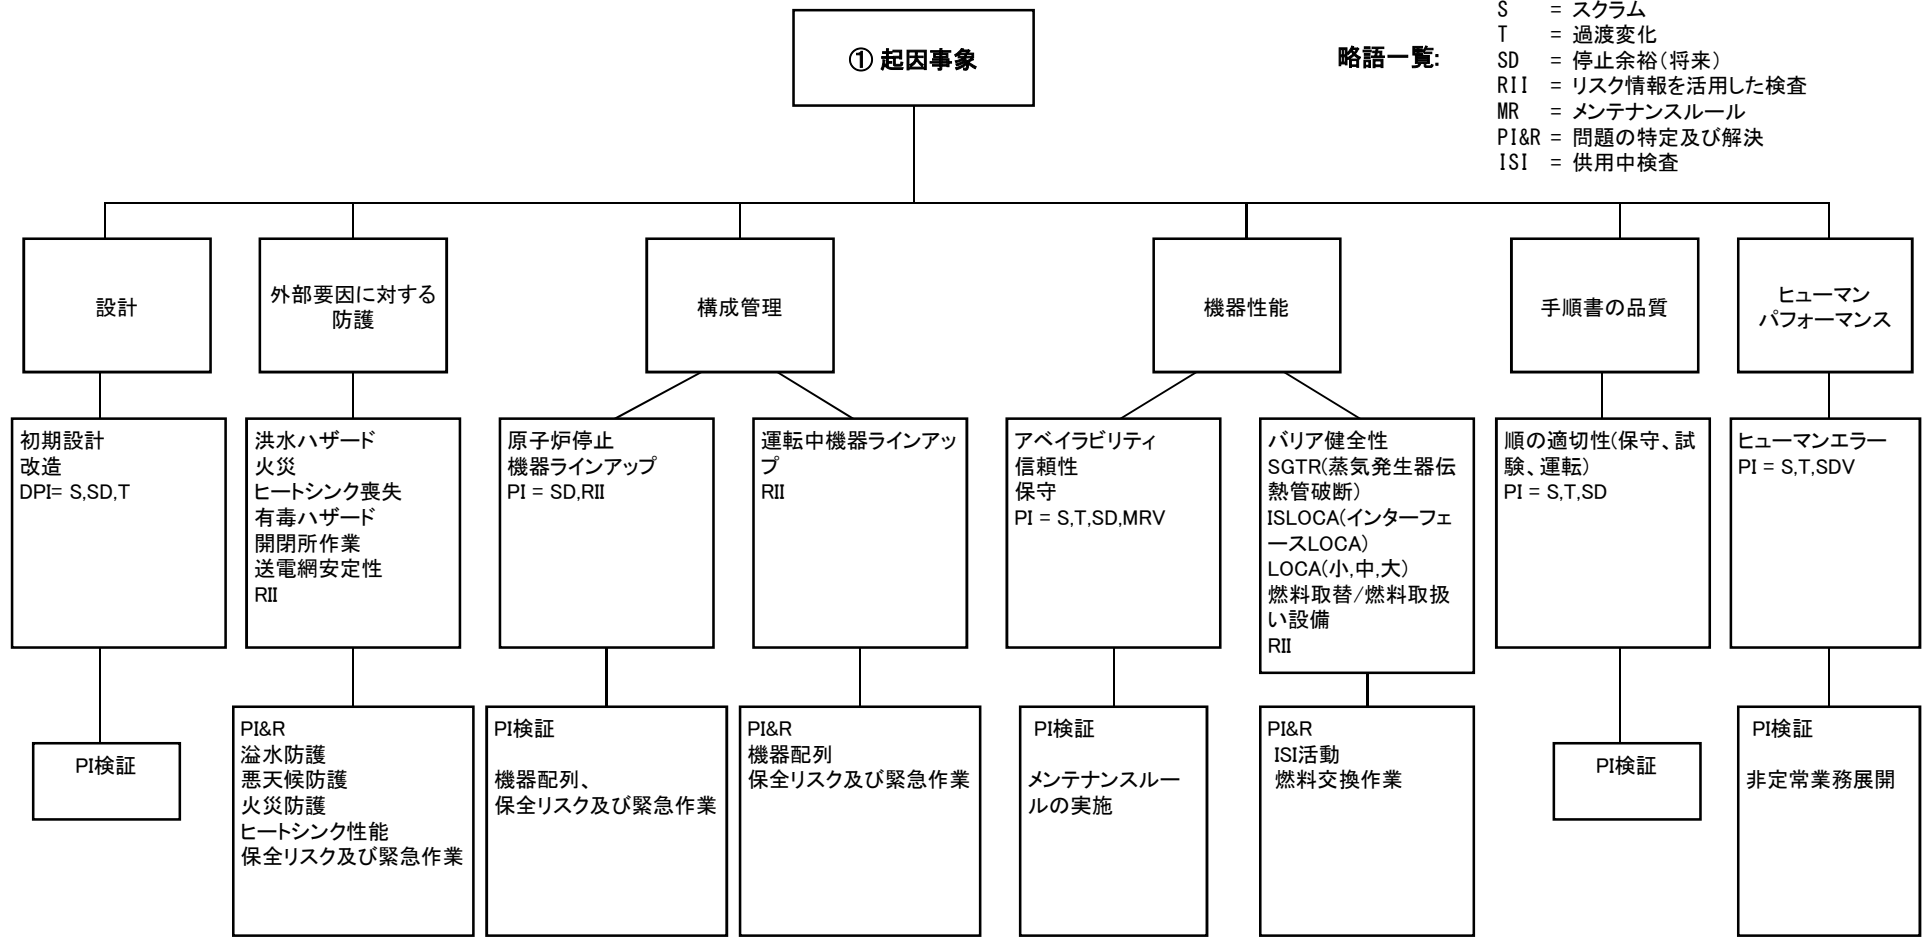 ① 起因事象
略語一覧:
S = スクラム
T = 過渡変化
SD = 停止余裕(将来)
RII = リスク情報を活用した検査
MR = メンテナンスルール
PI&R = 問題の特定及び解決
ISI = 供用中検査
設計
外部要因に対する
防護
構成管理
機器性能
手順書の品質
ヒューマン
パフォーマンス
初期設計
改造
DPI= S,SD,T
洪水ハザード
火災
ヒートシンク喪失
有毒ハザード
開閉所作業
送電網安定性
RII
原子炉停止
機器ラインアップ
PI = SD,RII
運転中機器ラインアッ
プ
RII
アベイラビリティ
信頼性
保守
PI = S,T,SD,MRV
バリア健全性
SGTR(蒸気発生器伝
熱管破断)
ISLOCA(インターフェ
ースLOCA)
LOCA(小,中,大)
燃料取替/燃料取扱
い設備
RII
順の適切性(保守、試
験、運転)
PI = S,T,SD
ヒューマンエラー
PI = S,T,SDV
PI検証
PI&R
溢水防護
悪天候防護
火災防護
ヒートシンク性能
保全リスク及び緊急作業
PI検証
機器配列、
保全リスク及び緊急作業
PI&R
機器配列
保全リスク及び緊急作業
PI検証
メンテナンスルー
ルの実施
PI&R
ISI活動
燃料交換作業
PI検証
PI検証
非定常業務展開